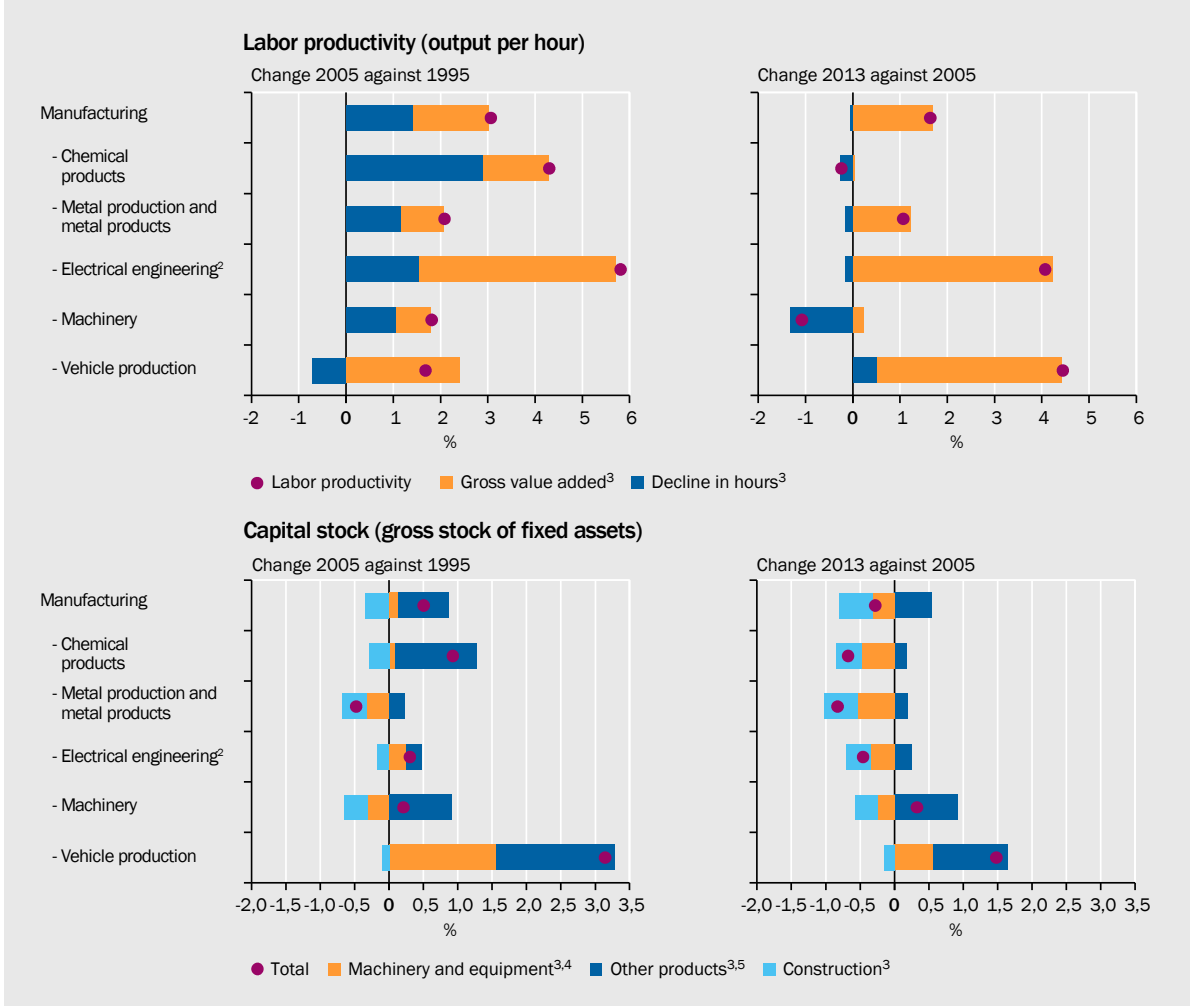 Labor productivity (output per hour)
Change 2005 against 1995
Change 2013 against 2005
Manufacturing
- Chemical
products
- Metal production and
metal products
- Electrical engineering²
- Machinery
- Vehicle production
-2 -1 0 1 2 3 4 5 6
%
-2 -1 0 1 2 3 4 5 6
%
Labor productivity Gross value added³ Decline in hours³
Capital stock (gross stock of fixed assets)
Change 2005 against 1995
Change 2013 against 2005
Manufacturing
- Chemical
products
- Metal production and
metal products
- Electrical engineering²
- Machinery
- Vehicle production
-2,0 -1,5 -1,0 -0,5 0 0,5 1,0 1,5 2,0 2,5 3,0 3,5
%
-2,0 -1,5 -1,0 -0,5 0 0,5 1,0 1,5 2,0 2,5 3,0 3,5
%
Total Machinery and equipment³,⁴ Other products³,⁵ Construction³